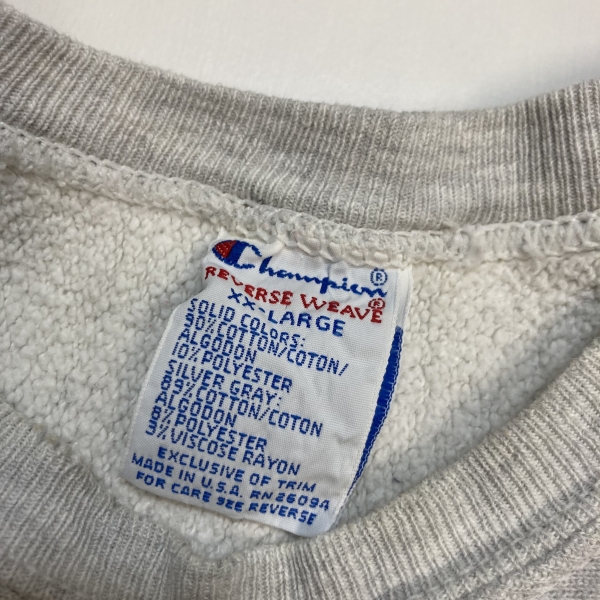 Champion ®
REVERSE WEAVE ®
XX-LARGE
SOLID COLORS:
90% COTTON/COTON/
ALGODON
10% POLYESTER
SILVER GRAY:
89% COTTON/COTON
ALGODON
8% POLYESTER
3% VISCOSE RAYON
EXCLUSIVE OF TRIM
MADE IN U.S.A. RN 26094
FOR CARE SEE REVERSE